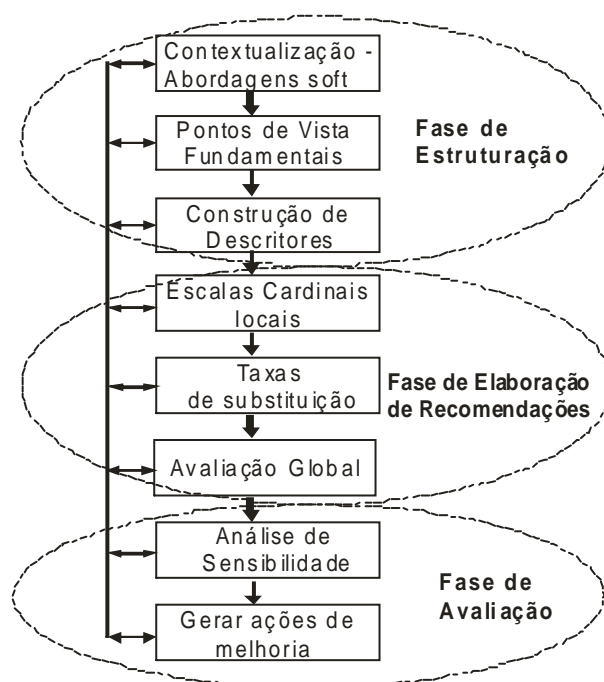 Contextualização -
Abordagens soft
Pontos de Vista
Fundamentais
Fase de
Estruturação
Construção de
Descritores
Escalas Cardinais
locais
Taxas
de substituição
Fase de Elaboração
de Recomendações
Avaliação Global
Análise de
Sensibilidade
Fase de
Avaliação
Gerar ações de
melhoria